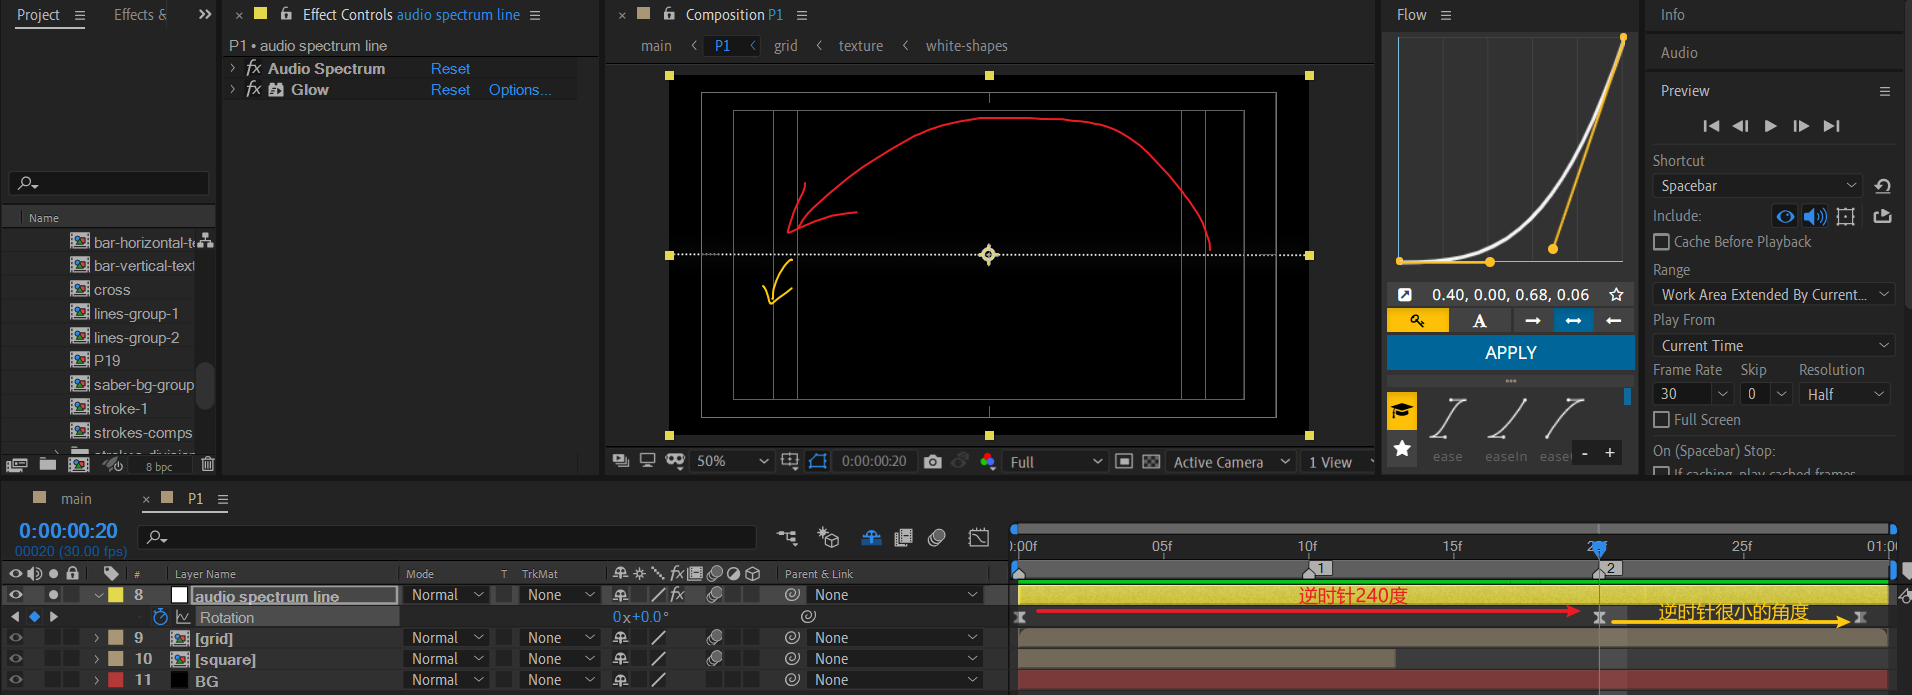 Project
Effects &
Effect Controls audio spectrum line
P1 • audio spectrum line
fx Audio Spectrum Reset
fx Glow Reset Options...
Name
bar-horizontal-te
bar-vertical-text
cross
lines-group-1
lines-group-2
P19
saber-bg-group
stroke-1
strokes-comps
8 bpc
Composition P1
main P1 grid texture white-shapes
50%
0:00:00:20
Full
Active Camera
1 View
Flow
0.40, 0.00, 0.68, 0.06
A
APPLY
ease easeIn ease
- +
Info
Audio
Preview
Shortcut
Spacebar
Include:
Cache Before Playback
Range
Work Area Extended By Current...
Play From
Current Time
Frame Rate Skip Resolution
30 0 Half
Full Screen
On (Spacebar) Stop:
If caching, play cached frames
main P1
0:00:00:20
00020 (30.00 fps)
:00f 05f 10f 15f 25f 01:0
1 2
# Layer Name Mode T TrkMat fx Parent & Link
8 audio spectrum line Normal None fx None
逆时针240度
Rotation 0x+0.0°
逆时针很小的角度
9 [grid] Normal None None
10 [square] Normal None None
11 BG Normal None None